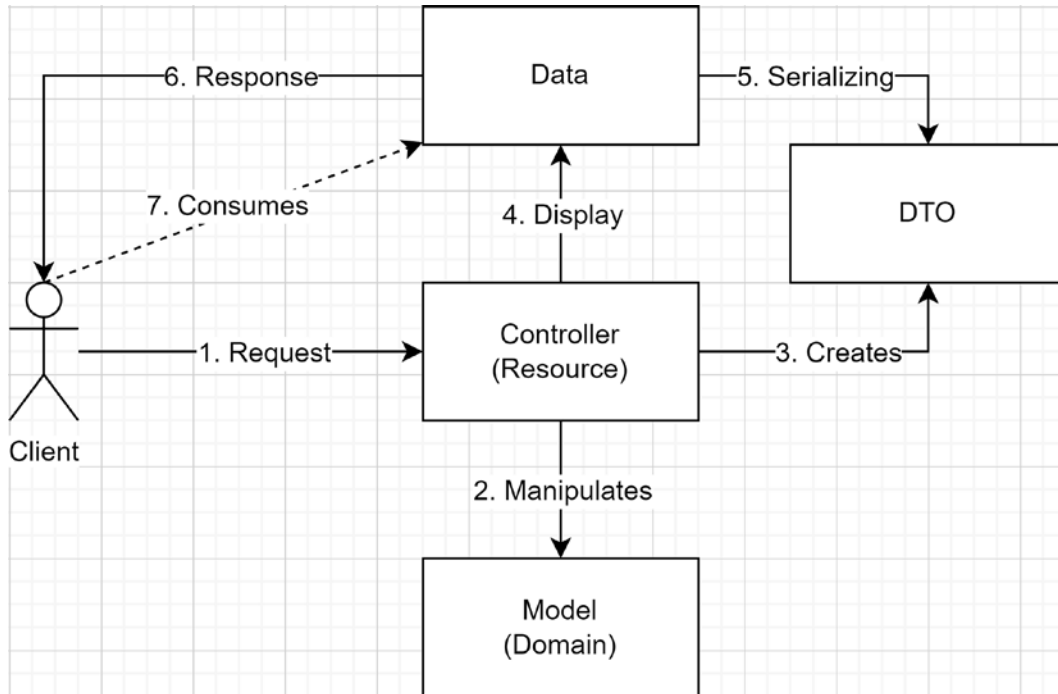 Data
6. Response
5. Serializing
7. Consumes
4. Display
DTO
Controller
(Resource)
1. Request
3. Creates
Client
2. Manipulates
Model
(Domain)